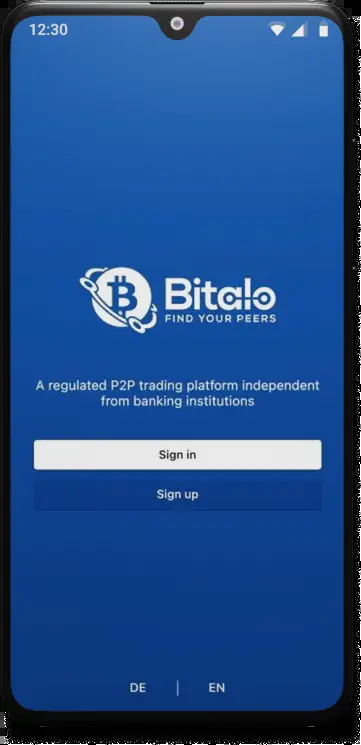 12:30
Bitalo
FIND YOUR PEERS
A regulated P2P trading platform independent
from banking institutions
Sign in
Sign up
DE | EN